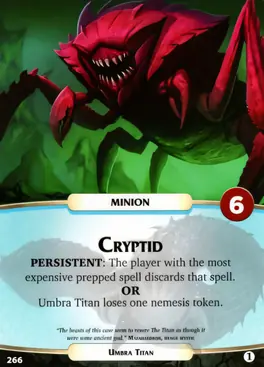 MINION
6
CRYPTID
PERSISTENT: The player with the most
expensive prepped spell discards that spell.
OR
Umbra Titan loses one nemesis token.
"The beasts of this cave seem to revere The Titan as though it
were some ancient god."
UMBRA TITAN
266
1